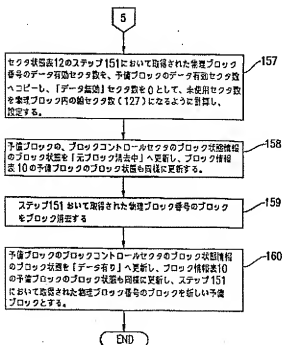 5
セクタ状態表12のステップ151において取得された物理ブロック
番号のデータ有効セクタ数を、予備ブロックのデータ有効セクタ数
へコピーし、「データ無効」セクタ数を0として、未使用セクタ数
を物理ブロック内の総セクタ数(127)になるように計算し、
設定する。
157
予備ブロックの、ブロックコントロールセクタのブロック状態情報
のブロック状態を「元ブロック消去中」へ更新し、ブロック情報
表10の予備ブロックのブロック状態も同様に更新する。
158
ステップ151おいて取得された物理ブロック番号のブロック
をブロック消去する
159
予備ブロックのブロックコントロールセクタのブロック状態情報
のブロック状態を「データ有り」へ更新し、ブロック情報表10
の予備ブロックのブロック状態も同様に更新し、ステップ151
において取得された物理ブロック番号のブロックを新しい予備
ブロックとする。
160
END